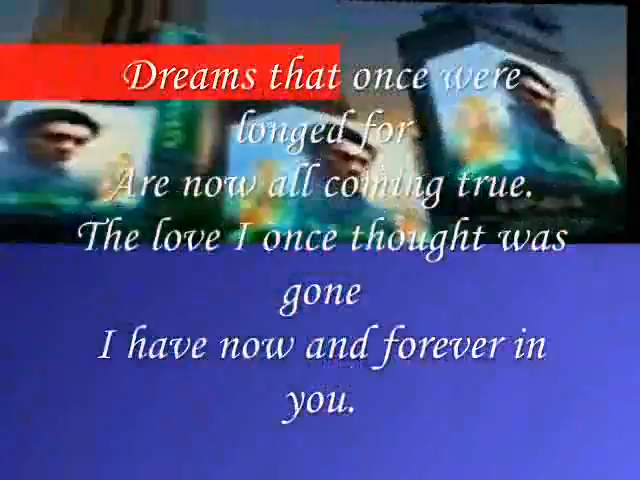 Dreams that once were
longed for
Are now all coming true.
The love I once thought was
gone
I have now and forever in
you.